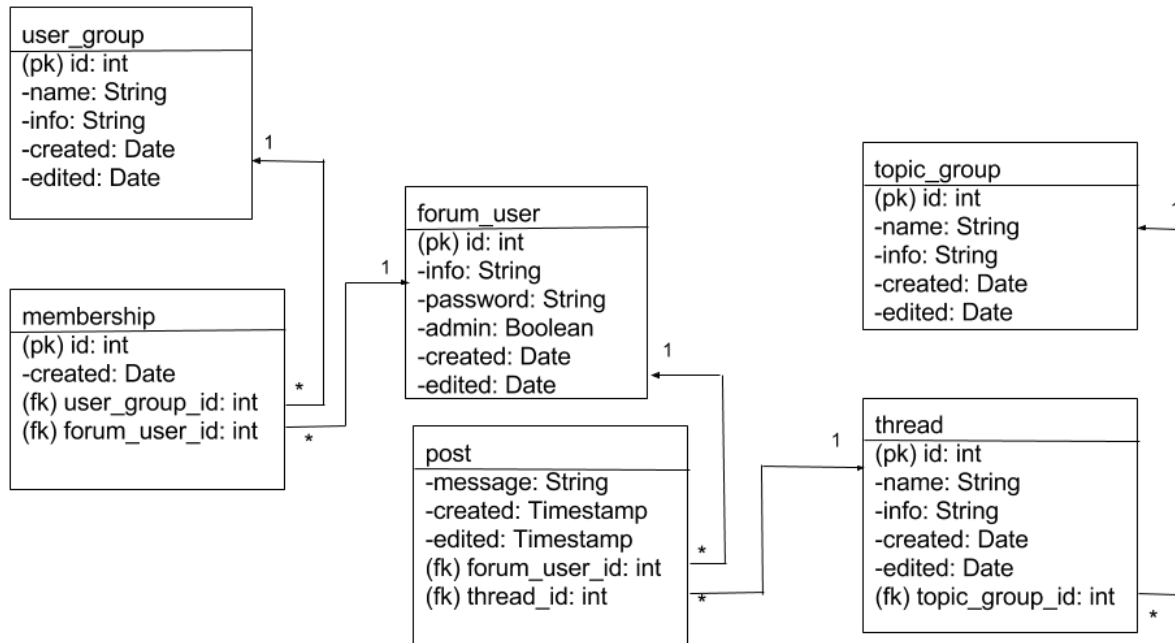 user_group
(pk) id: int
-name: String
-info: String
-created: Date
-edited: Date
1
membership
(pk) id: int
-created: Date
(fk) user_group_id: int
(fk) forum_user_id: int
*
*
1
forum_user
(pk) id: int
-info: String
-password: String
-admin: Boolean
-created: Date
-edited: Date
1
post
-message: String
-created: Timestamp
-edited: Timestamp
(fk) forum_user_id: int
(fk) thread_id: int
*
*
1
topic_group
(pk) id: int
-name: String
-info: String
-created: Date
-edited: Date
thread
(pk) id: int
-name: String
-info: String
-created: Date
-edited: Date
(fk) topic_group_id: int
*